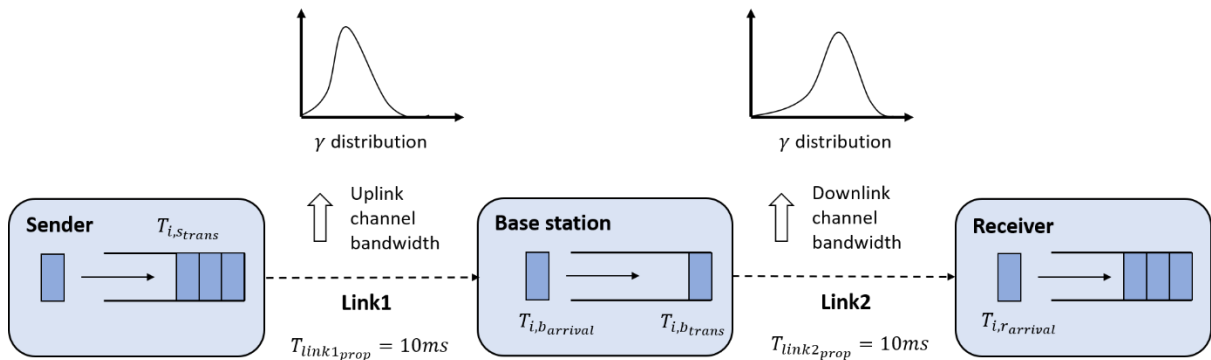 γ distribution
γ distribution
Uplink
channel
bandwidth
Downlink
channel
bandwidth
Sender
T_{i,s_{trans}}
Base station
Receiver
Link1
T_{i,b_{arrival}}
T_{i,b_{trans}}
Link2
T_{i,r_{arrival}}
T_{link1_{prop}} = 10ms
T_{link2_{prop}} = 10ms